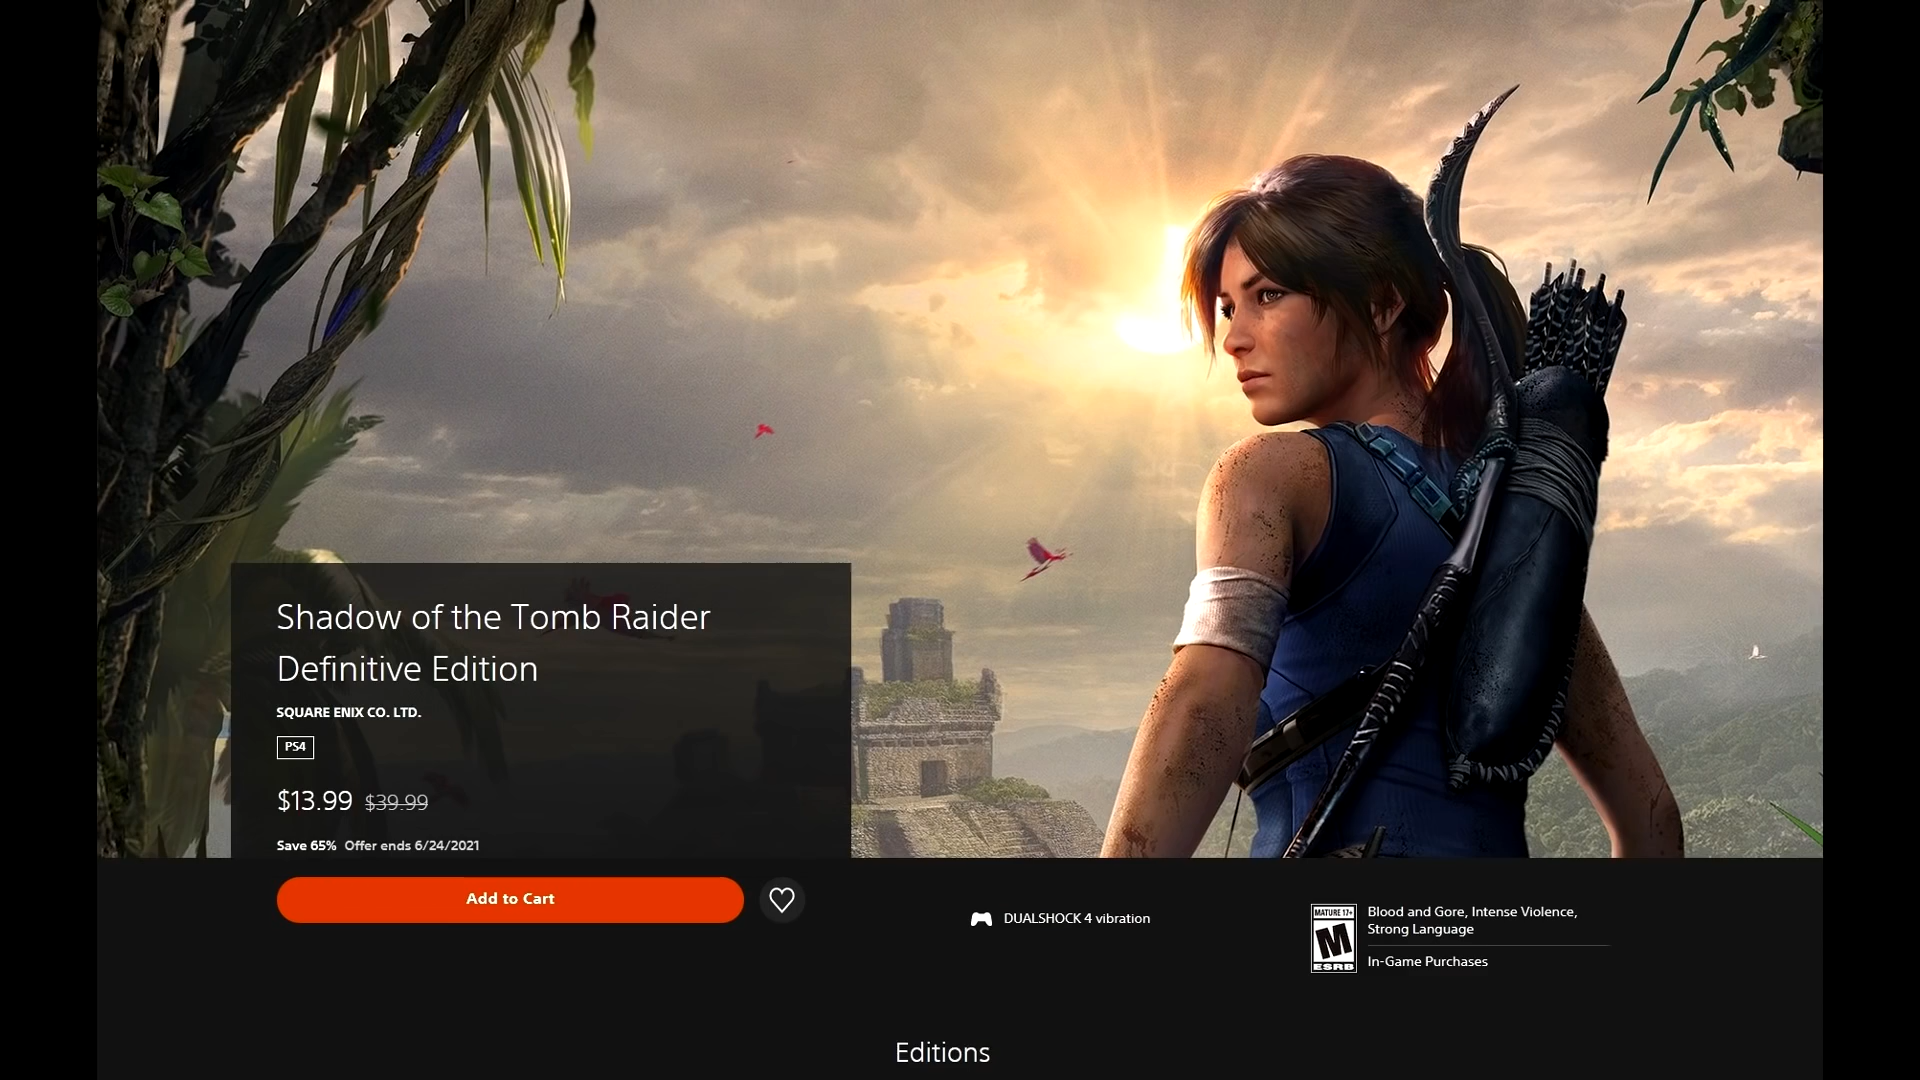 Shadow of the Tomb Raider
Definitive Edition
SQUARE ENIX CO. LTD.
PS4
$13.99 $39.99
Save 65% Offer ends 6/24/2021
Add to Cart
DUALSHOCK 4 vibration
MATURE 17+
M
ESRB
Blood and Gore, Intense Violence,
Strong Language
In-Game Purchases
Editions